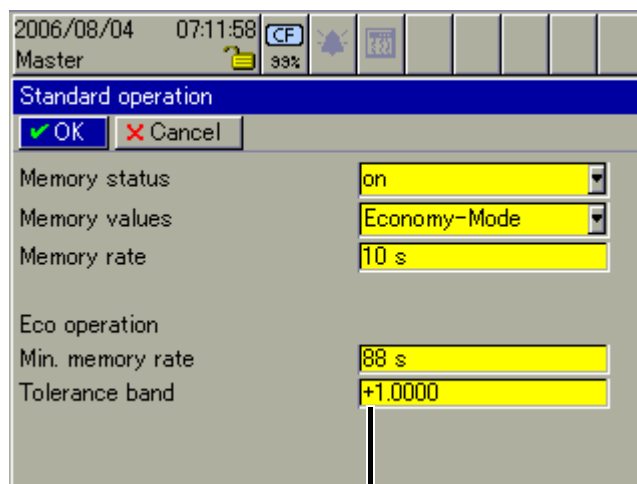 2006/08/04 07:11:58 CF
Master 99%
Standard operation
OK Cancel
Memory status on
Memory values Economy-Mode
Memory rate 10 s
Eco operation
Min. memory rate 88 s
Tolerance band +1.0000